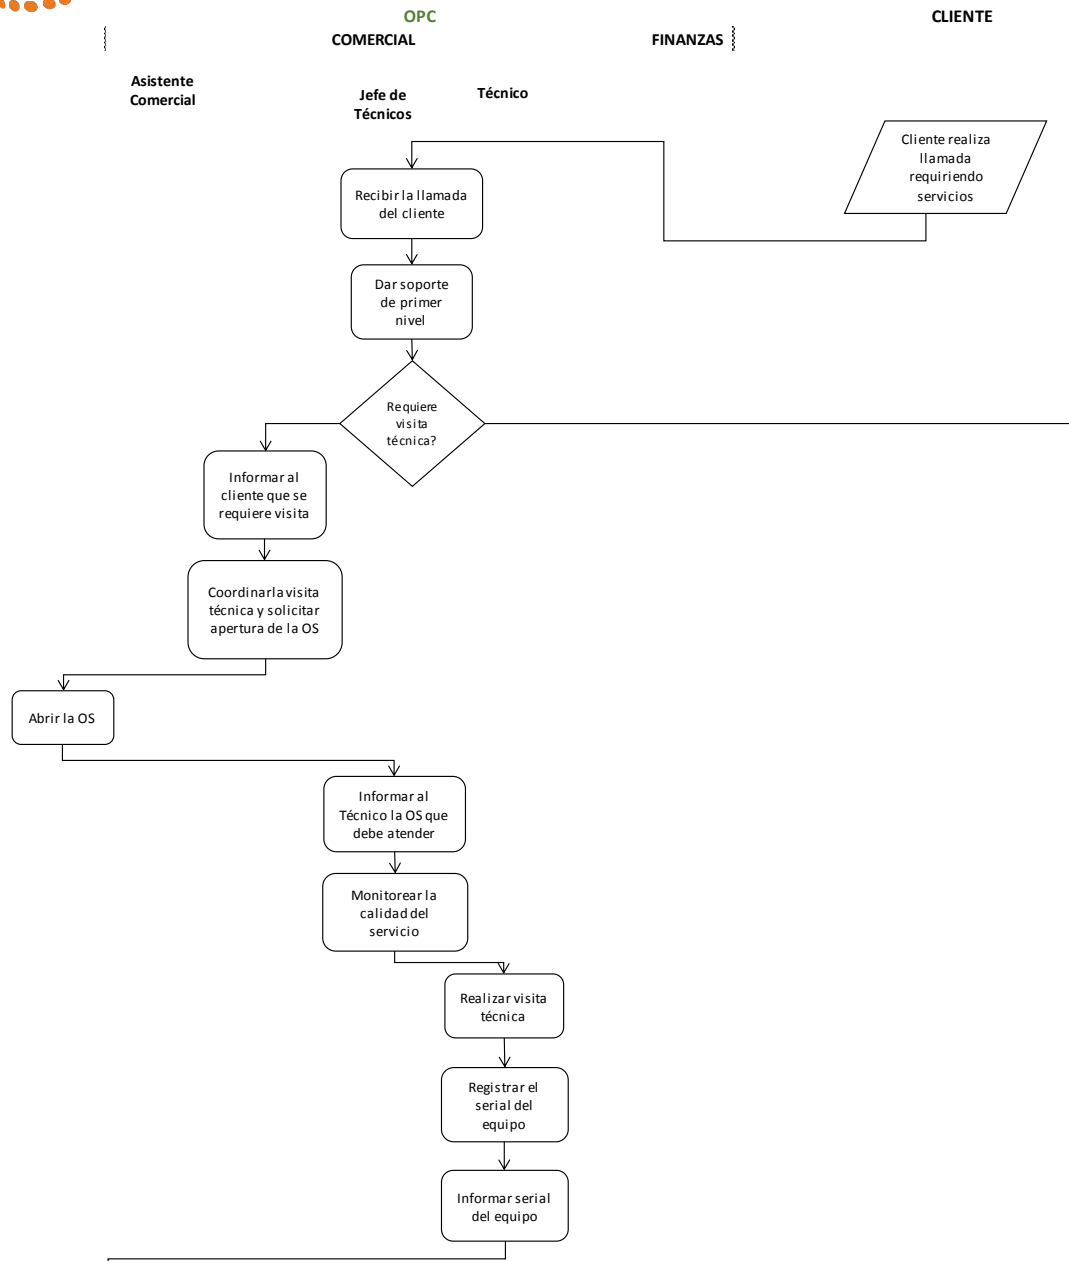 OPC
CLIENTE
COMERCIAL
FINANZAS
Asistente
Comercial
Jefe de
Técnicos
Técnico
Cliente realiza
llamada
requiriendo
servicios
Recibir la llamada
del cliente
Dar soporte
de primer
nivel
Requiere
visita
técnica?
Informar al
cliente que se
requiere visita
Coordinar la visita
técnica y solicitar
apertura de la OS
Abrir la OS
Informar al
Técnico la OS que
debe atender
Monitorear la
calidad del
servicio
Realizar visita
técnica
Registrar el
serial del
equipo
Informar serial
del equipo